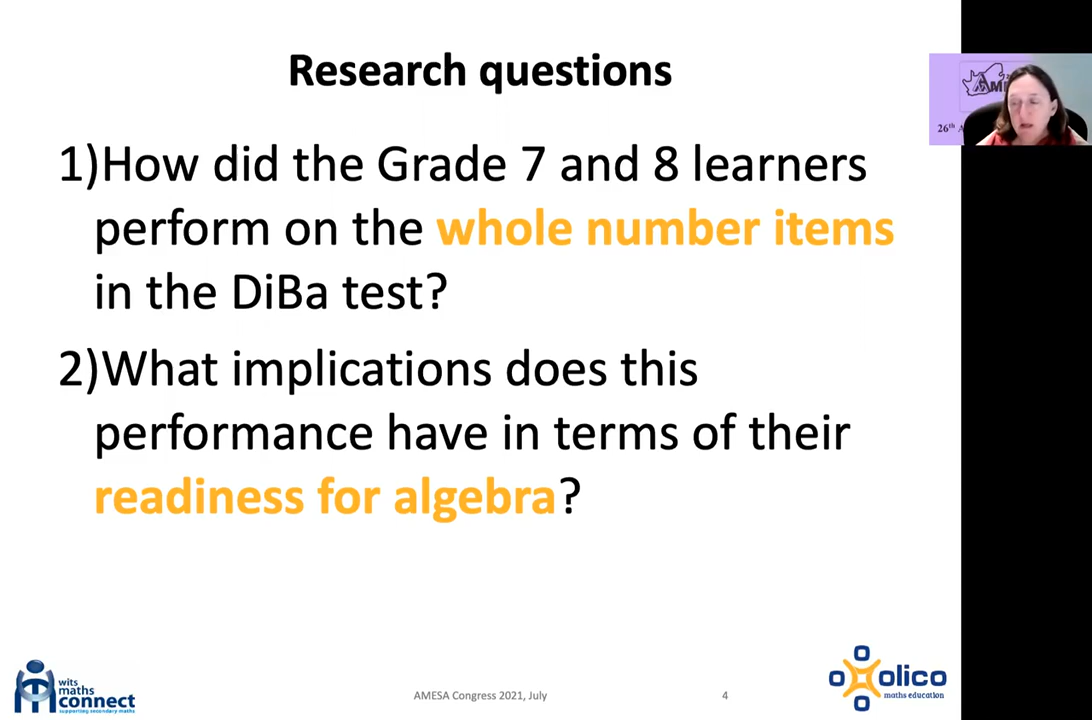 Research questions
1)How did the Grade 7 and 8 learners
perform on the whole number items
in the DiBa test?
2)What implications does this
performance have in terms of their
readiness for algebra?
26th
wits
maths
connect
supporting secondary maths
AMESA Congress 2021, July
4
olico
maths education